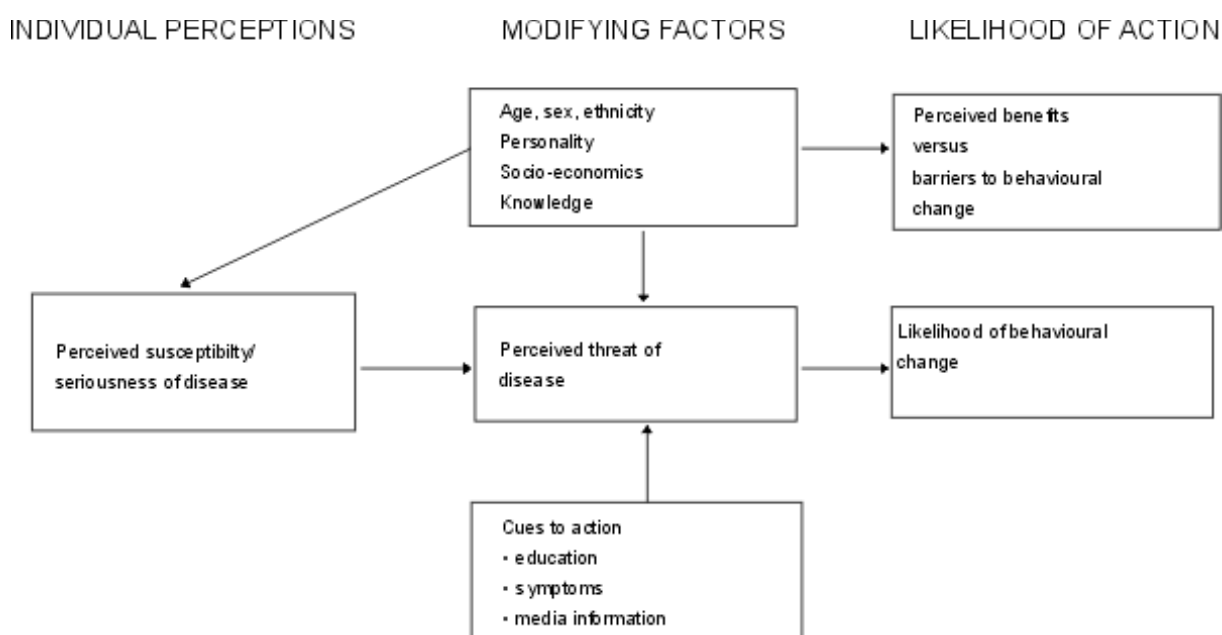 INDIVIDUAL PERCEPTIONS
MODIFYING FACTORS
LIKELIHOOD OF ACTION
Age, sex, ethnicity
Personality
Socio-economics
Knowledge
Perceived benefits
versus
barriers to behavioural
change
Perceived susceptibilty/
seriousness of disease
Perceived threat of
disease
Likelihood of behavioural
change
Cues to action
• education
• symptoms
• media information